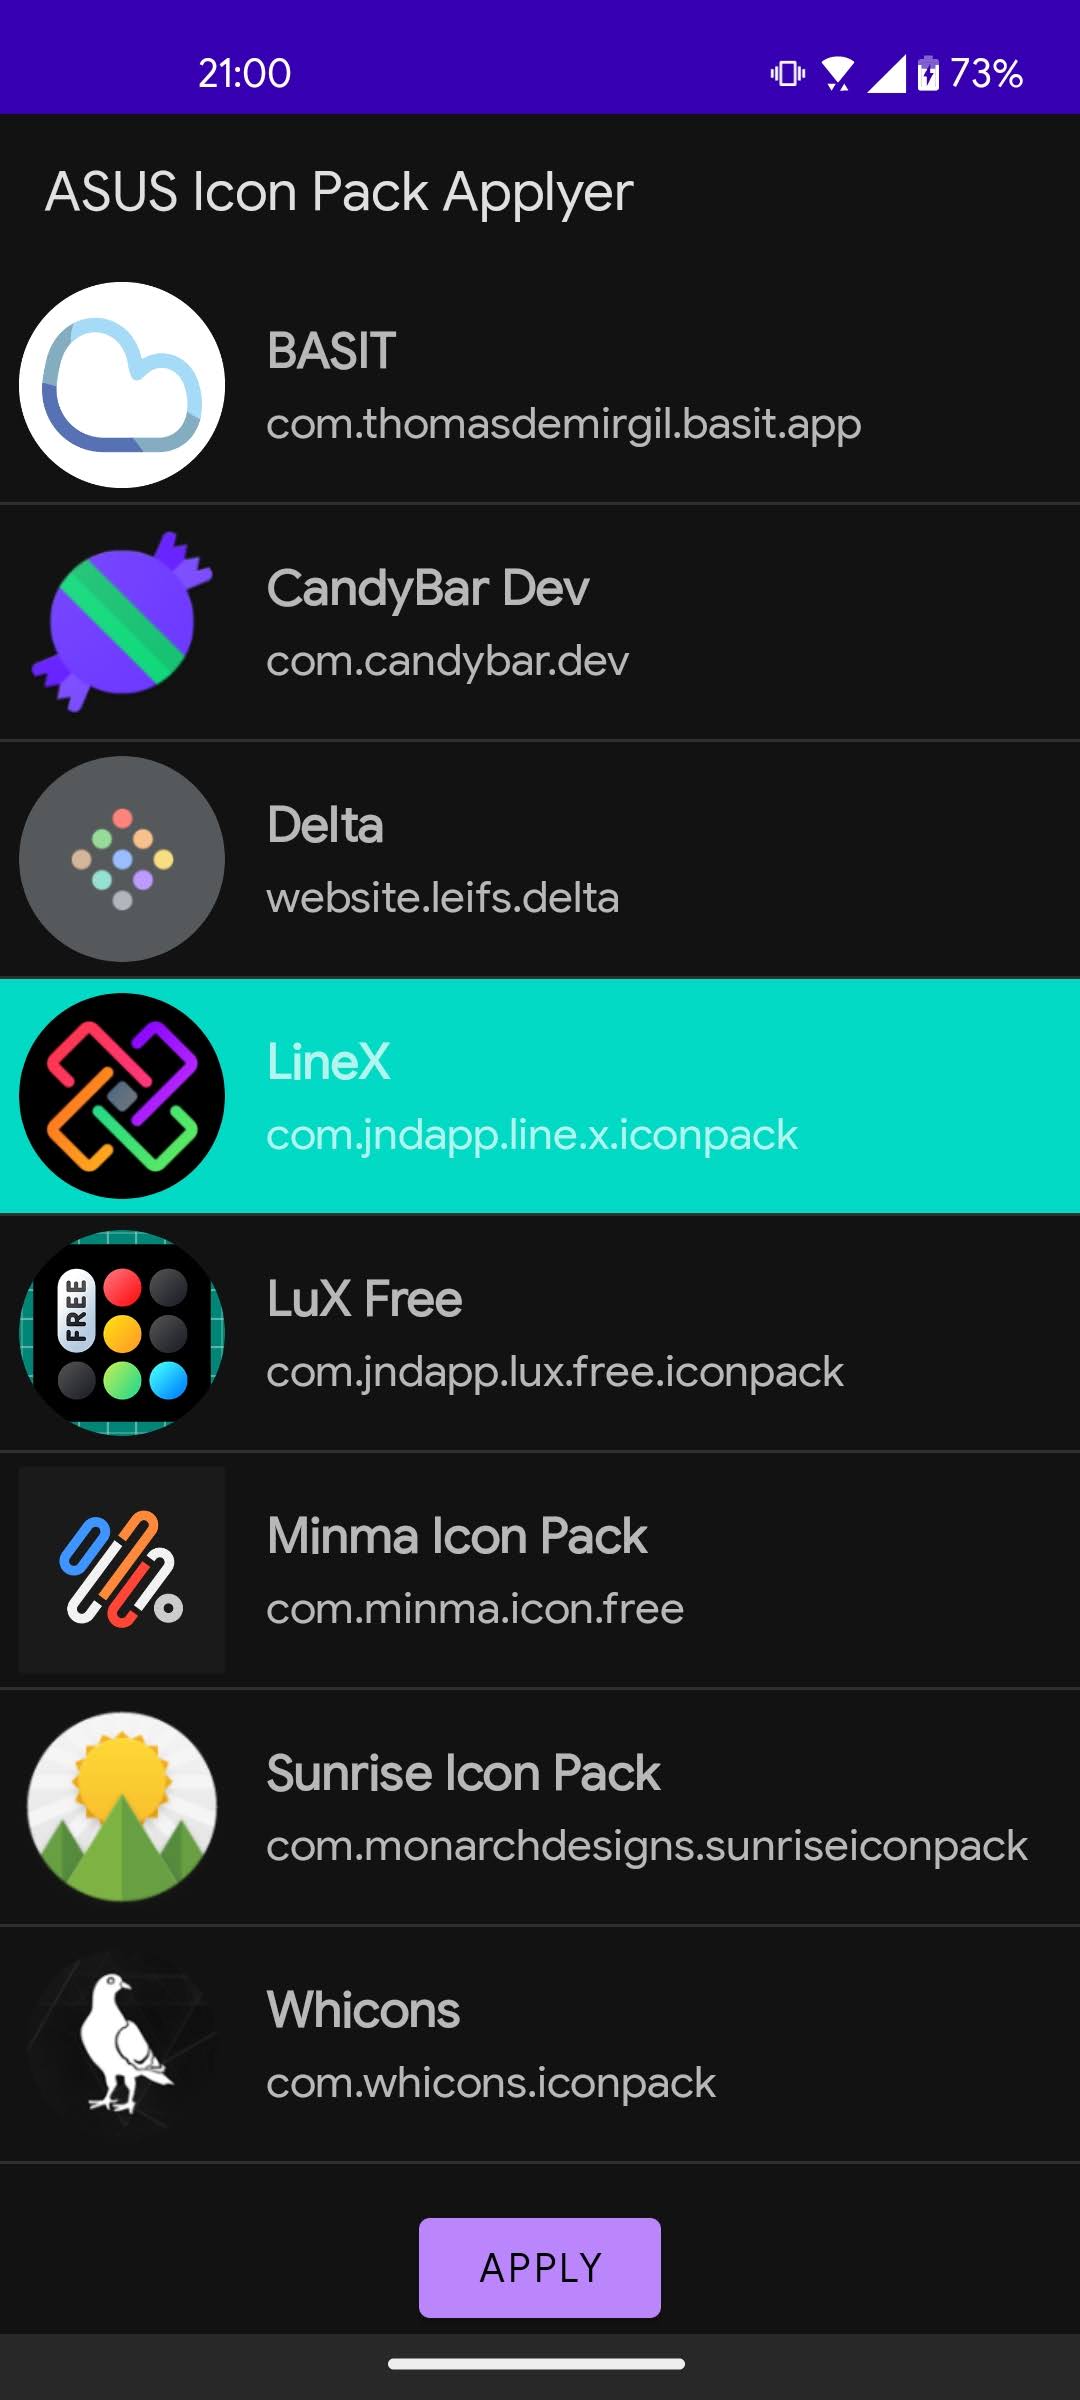 21:00
73%
ASUS Icon Pack Applyer
BASIT
com.thomasdemirgil.basit.app
CandyBar Dev
com.candybar.dev
Delta
website.leifs.delta
LineX
com.jndapp.line.x.iconpack
FREE
LuX Free
com.jndapp.lux.free.iconpack
Minma Icon Pack
com.minma.icon.free
Sunrise Icon Pack
com.monarchdesigns.sunriseiconpack
Whicons
com.whicons.iconpack
APPLY